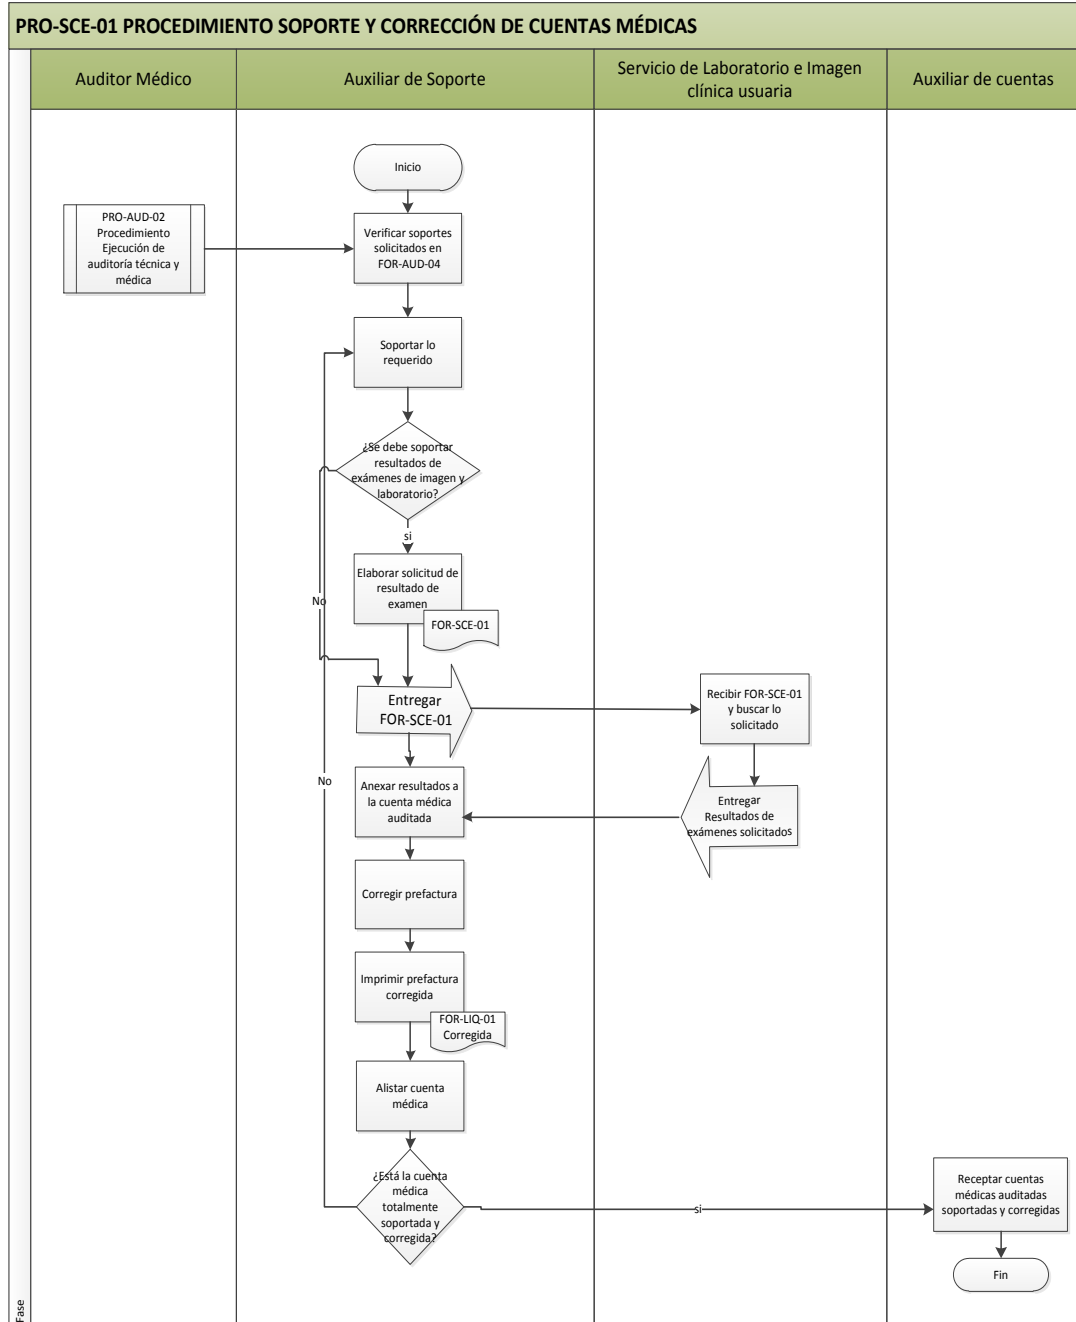 PRO-SCE-01 PROCEDIMIENTO SOPORTE Y CORRECCIÓN DE CUENTAS MÉDICAS
Auditor Médico
Auxiliar de Soporte
Servicio de Laboratorio e Imagen
clínica usuaria
Auxiliar de cuentas
Inicio
PRO-AUD-02
Procedimiento
Ejecución de
auditoría técnica y
médica
Verificar soportes
solicitados en
FOR-AUD-04
Soportar lo
requerido
¿Se debe soportar
resultados de
exámenes de imagen y
laboratorio?
si
Elaborar solicitud de
resultado de
examen
No
FOR-SCE-01
Entregar
FOR-SCE-01
Recibir FOR-SCE-01
y buscar lo
solicitado
No
Anexar resultados a
la cuenta médica
auditada
Entregar
Resultados de
exámenes solicitados
Corregir prefactura
Imprimir prefactura
corregida
FOR-LIQ-01
Corregida
Alistar cuenta
médica
¿Está la cuenta
médica
totalmente
soportada y
corregida?
si
Receptar cuentas
médicas auditadas
soportadas y corregidas
Fin
Fase